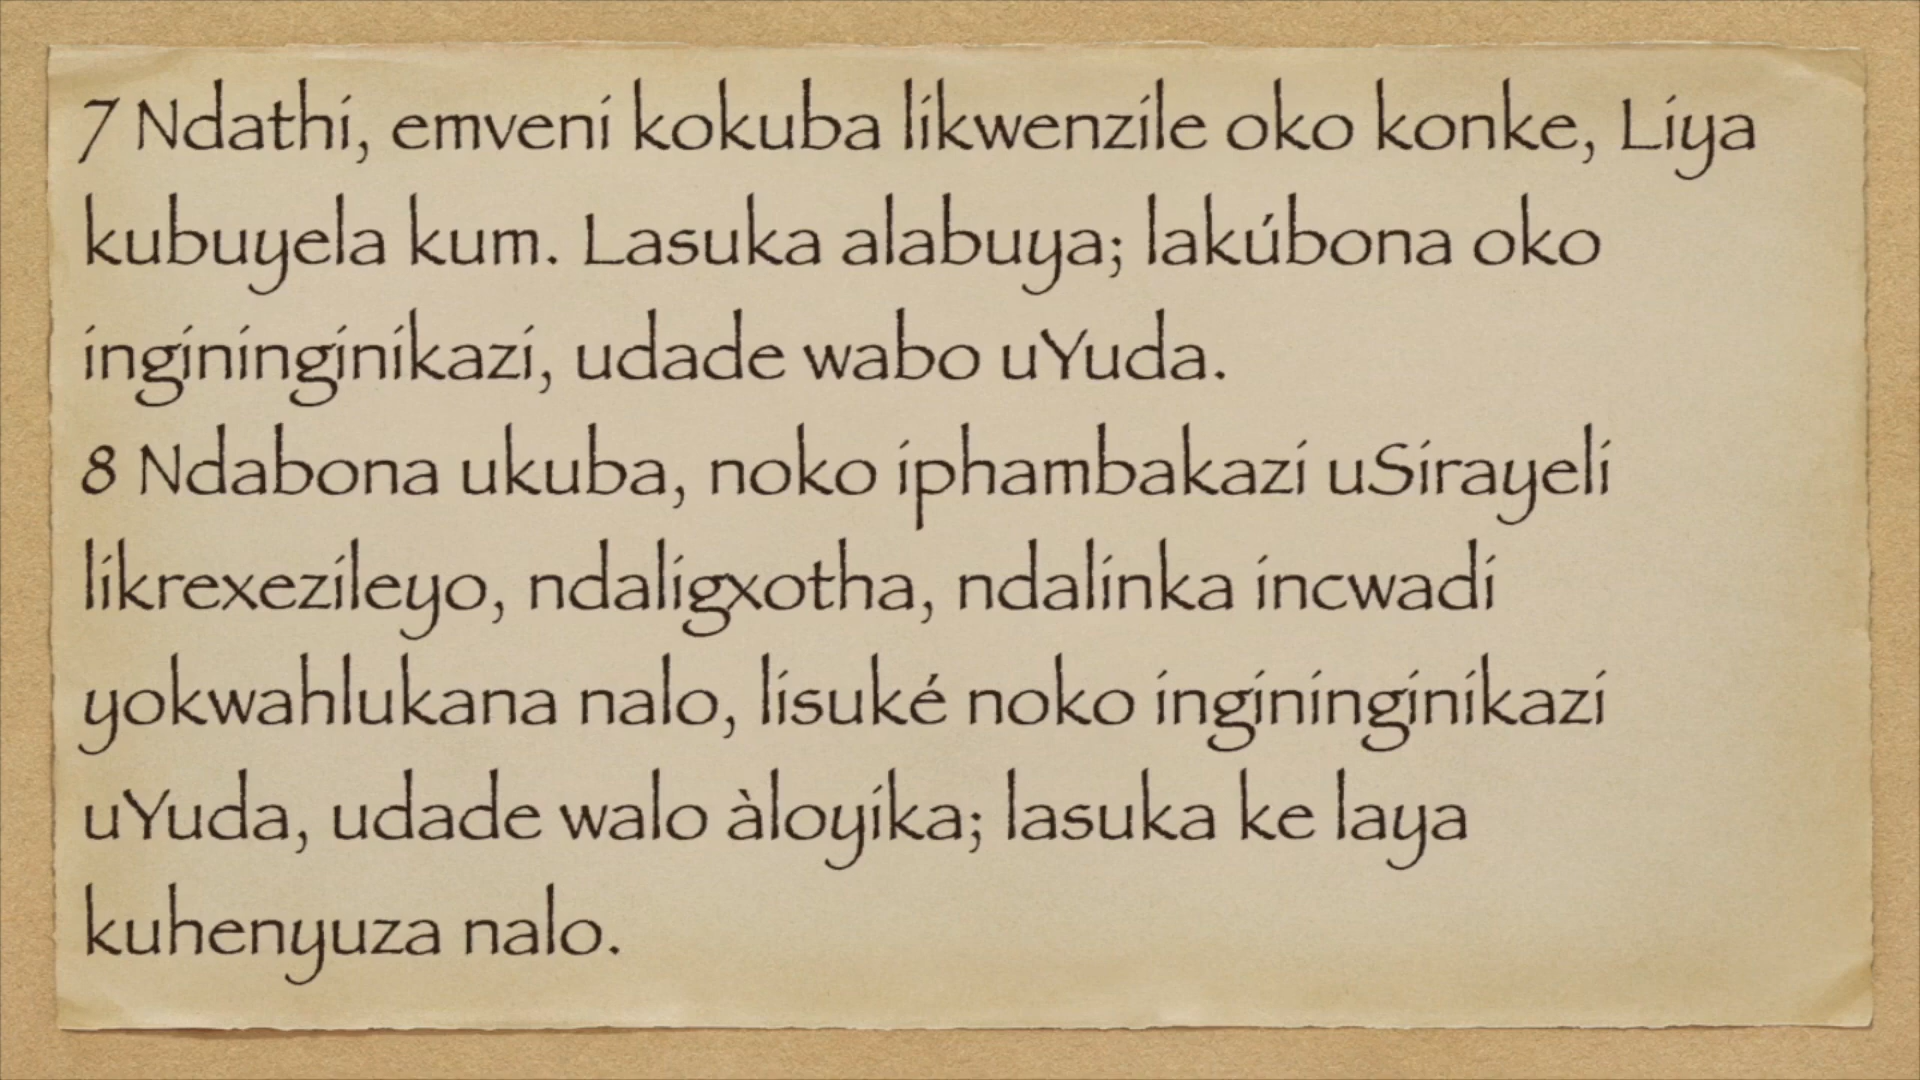 7 Ndathi, emveni kokuba likwenzile oko konke, Liya
kubuyela kum. Lasuka alabuya; lakúbona oko
ingininginikazi, udade wabo uYuda.
8 Ndabona ukuba, noko iphambakazi uSirayeli
likrexezileyo, ndaligxotha, ndalinka incwadi
yokwahlukana nalo, lisuké noko ingininginikazi
uYuda, udade walo àloyika; lasuka ke laya
kuhenyuza nalo.